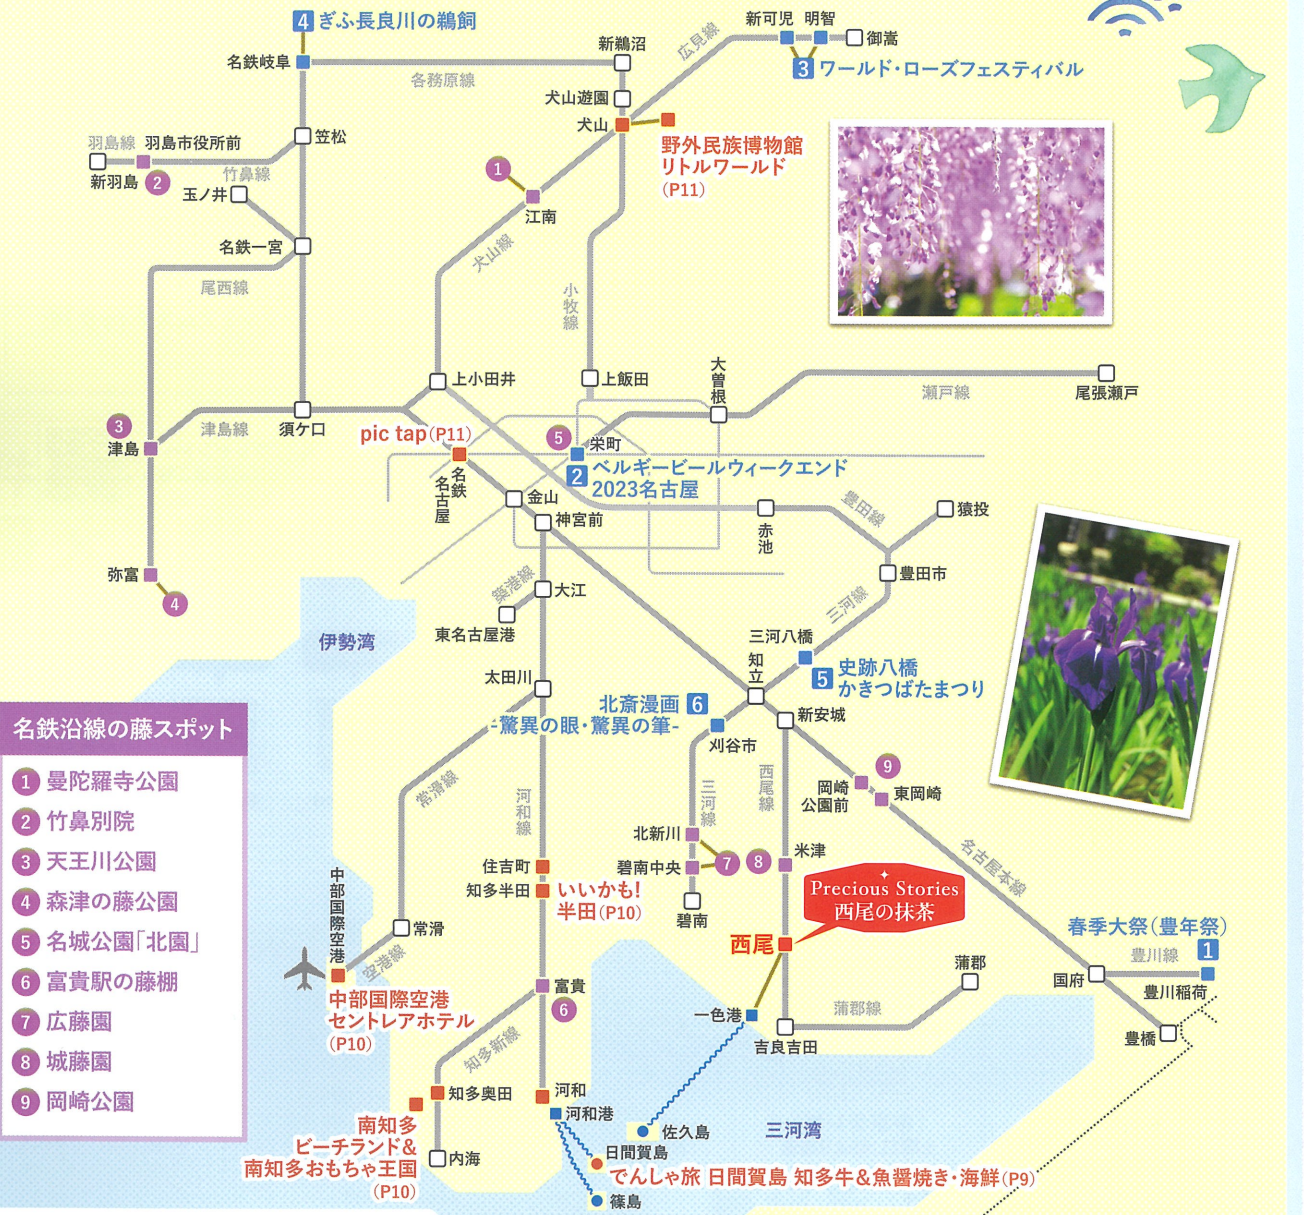 4 ぎふ長良川の鵜飼
名鉄岐阜
各務原線
新鵜沼
広見線
新可児
明智
御嵩
3 ワールド・ローズフェスティバル
犬山遊園
犬山
野外民族博物館
リトルワールド
(P11)
笠松
羽島線
羽島市役所前
新羽島
2
竹鼻線
玉ノ井
名鉄一宮
尾西線
1
江南
犬山線
小牧線
上小田井
上飯田
大曽根
瀬戸線
尾張瀬戸
3
津島
津島線
須ケ口
pic tap(P11)
名鉄
名古屋
5
栄町
2 ベルギービールウィークエンド
2023名古屋
金山
神宮前
赤池
豊田線
猿投
豊田市
三河線
弥富
4
築港線
大江
東名古屋港
伊勢湾
太田川
三河八橋
知立
5 史跡八橋
かきつばたまつり
北斎漫画 6
-驚異の眼・驚異の筆-
刈谷市
新安城
西尾線
三河線
岡崎
公園前
9
東岡崎
名古屋本線
常滑線
河和線
北新川
碧南中央
7
碧南
8
米津
住吉町
知多半田
いいかも!
半田(P10)
Precious Stories
西尾の抹茶
西尾
春季大祭(豊年祭)
1
豊川線
国府
豊川稲荷
豊橋
中部国際空港
常滑
空港線
中部国際空港
セントレアホテル
(P10)
富貴
6
知多新線
一色港
吉良吉田
蒲郡線
蒲郡
知多奥田
河和
河和港
南知多
ビーチランド&
南知多おもちゃ王国
(P10)
内海
佐久島
三河湾
日間賀島
でんしゃ旅 日間賀島 知多牛&魚醤焼き・海鮮(P9)
篠島
名鉄沿線の藤スポット
1 曼陀羅寺公園
2 竹鼻別院
3 天王川公園
4 森津の藤公園
5 名城公園「北園」
6 富貴駅の藤棚
7 広藤園
8 城藤園
9 岡崎公園